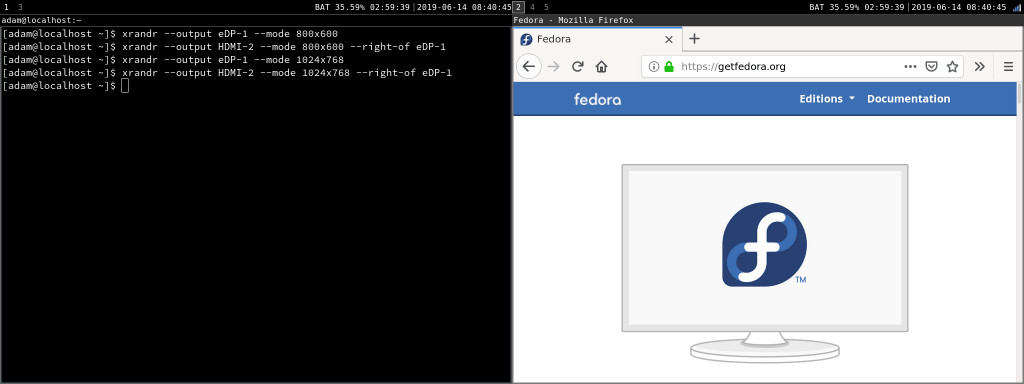 1 3 BAT 35.59% 02:59:39|2019-06-14 08:40:45
adam@localhost:~
[adam@localhost ~]$ xrandr --output eDP-1 --mode 800x600
[adam@localhost ~]$ xrandr --output HDMI-2 --mode 800x600 --right-of eDP-1
[adam@localhost ~]$ xrandr --output eDP-1 --mode 1024x768
[adam@localhost ~]$ xrandr --output HDMI-2 --mode 1024x768 --right-of eDP-1
[adam@localhost ~]$
2 4 5 BAT 35.59% 02:59:39|2019-06-14 08:40:45
Fedora - Mozilla Firefox
Fedora
https://getfedora.org
fedora Editions Documentation
TM